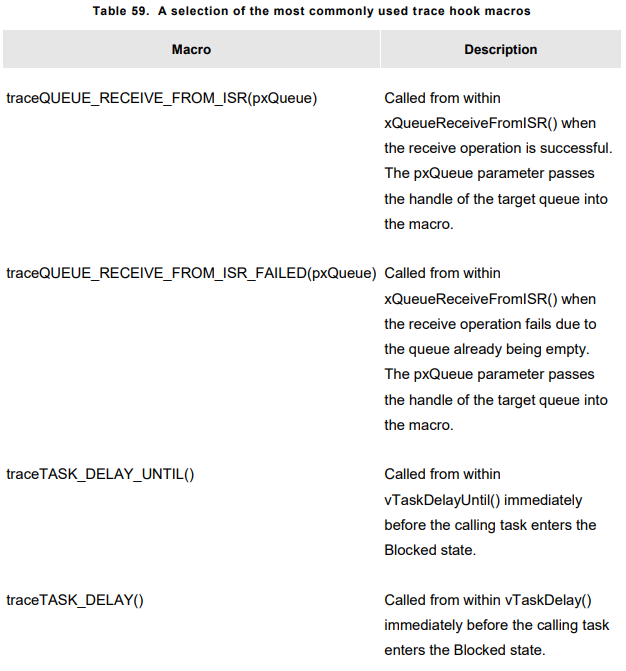 Table 59. A selection of the most commonly used trace hook macros
Macro Description
traceQUEUE_RECEIVE_FROM_ISR(pxQueue) Called from within
xQueueReceiveFromISR() when
the receive operation is successful.
The pxQueue parameter passes
the handle of the target queue into
the macro.
traceQUEUE_RECEIVE_FROM_ISR_FAILED(pxQueue) Called from within
xQueueReceiveFromISR() when
the receive operation fails due to
the queue already being empty.
The pxQueue parameter passes
the handle of the target queue into
the macro.
traceTASK_DELAY_UNTIL() Called from within
vTaskDelayUntil() immediately
before the calling task enters the
Blocked state.
traceTASK_DELAY() Called from within vTaskDelay()
immediately before the calling task
enters the Blocked state.